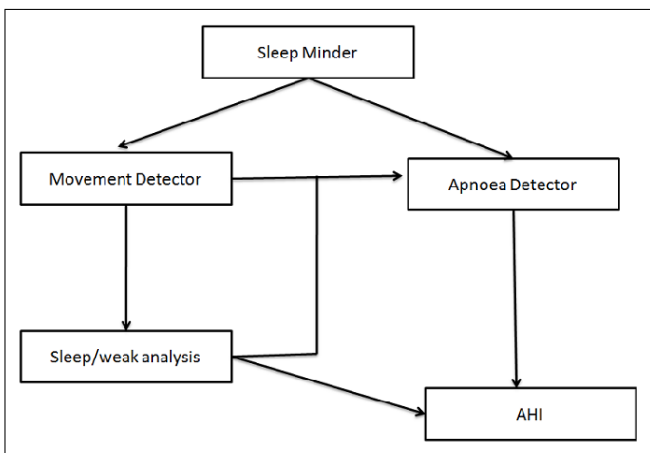 Sleep Minder
Movement Detector
Apnoea Detector
Sleep/weak analysis
AHI